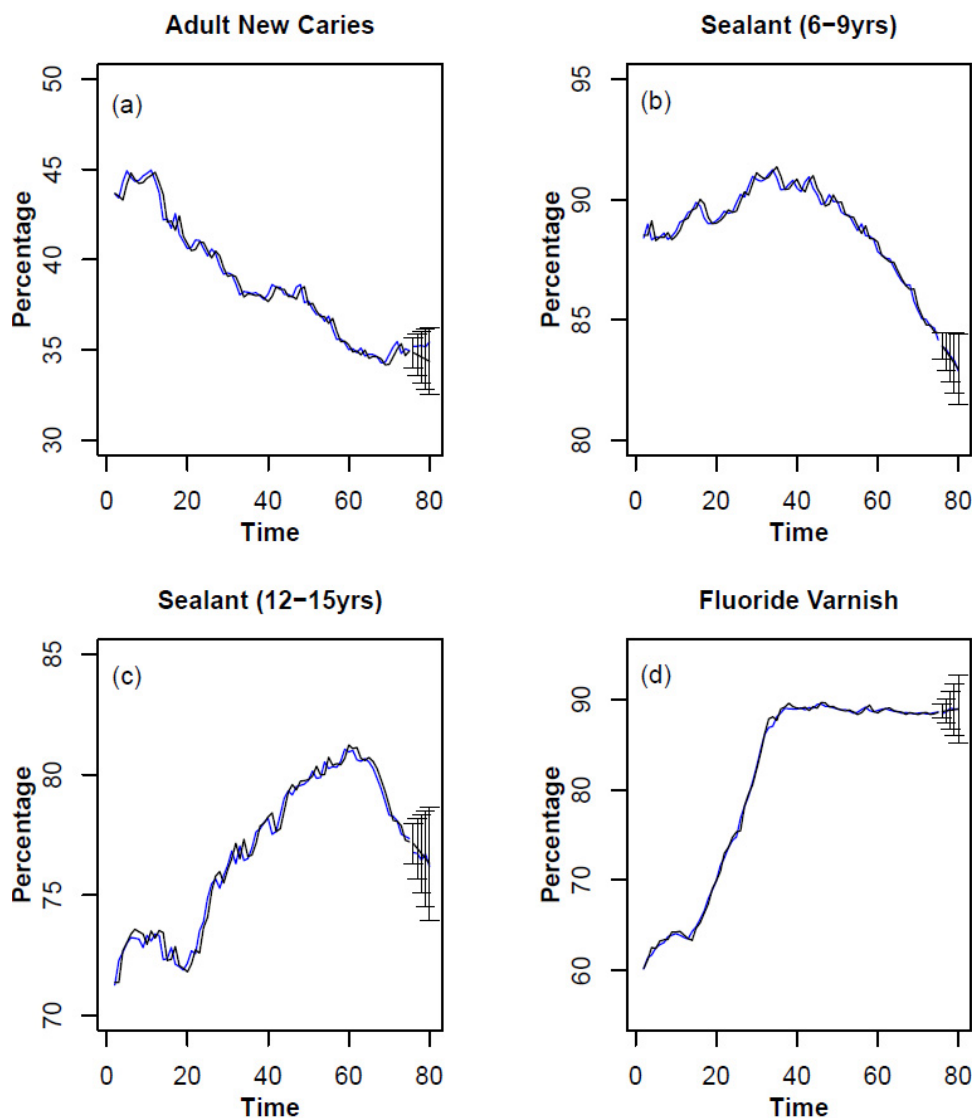 Adult New Caries
(a)
Percentage
50
45
40
35
30
0 20 40 60 80
Time
Sealant (6−9yrs)
(b)
Percentage
95
90
85
80
0 20 40 60 80
Time
Sealant (12−15yrs)
(c)
Percentage
85
80
75
70
0 20 40 60 80
Time
Fluoride Varnish
(d)
Percentage
90
80
70
60
0 20 40 60 80
Time